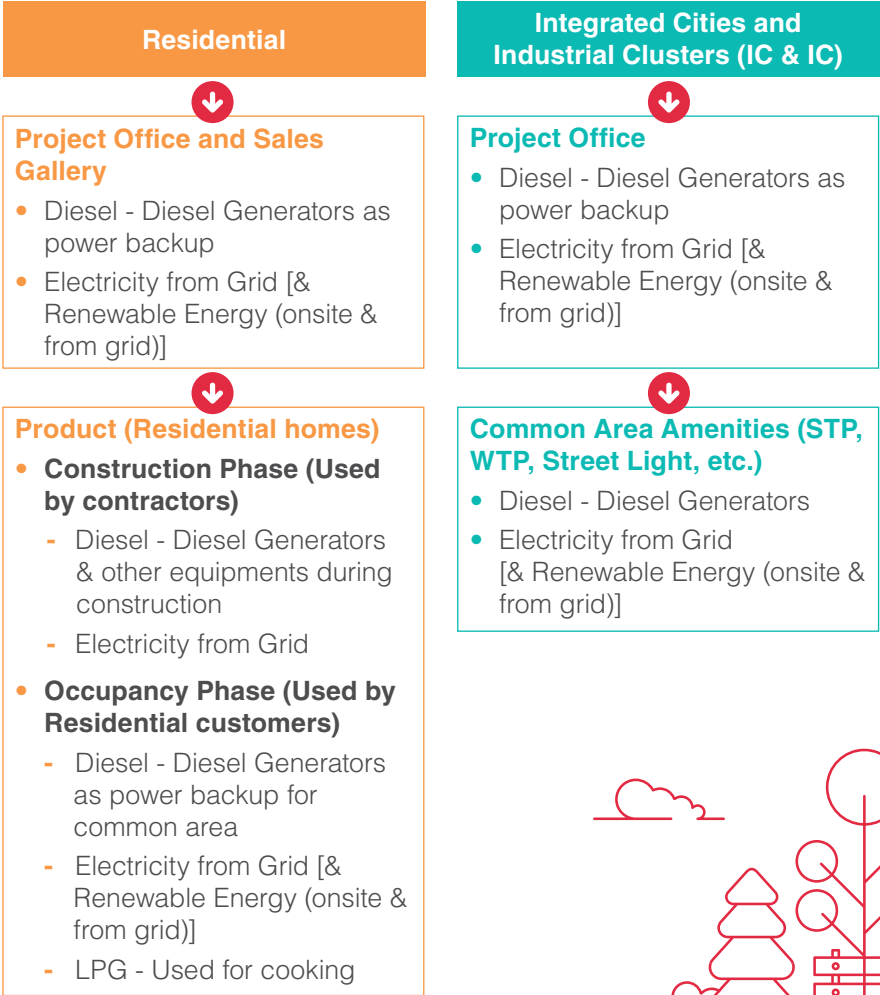 Residential
Project Office and Sales
Gallery
• Diesel - Diesel Generators as
power backup
• Electricity from Grid [&
Renewable Energy (onsite &
from grid)]
Product (Residential homes)
• Construction Phase (Used
by contractors)
- Diesel - Diesel Generators
& other equipments during
construction
- Electricity from Grid
• Occupancy Phase (Used by
Residential customers)
- Diesel - Diesel Generators
as power backup for
common area
- Electricity from Grid [&
Renewable Energy (onsite &
from grid)]
- LPG - Used for cooking
Integrated Cities and
Industrial Clusters (IC & IC)
Project Office
• Diesel - Diesel Generators as
power backup
• Electricity from Grid [&
Renewable Energy (onsite &
from grid)]
Common Area Amenities (STP,
WTP, Street Light, etc.)
• Diesel - Diesel Generators
• Electricity from Grid
[& Renewable Energy (onsite &
from grid)]